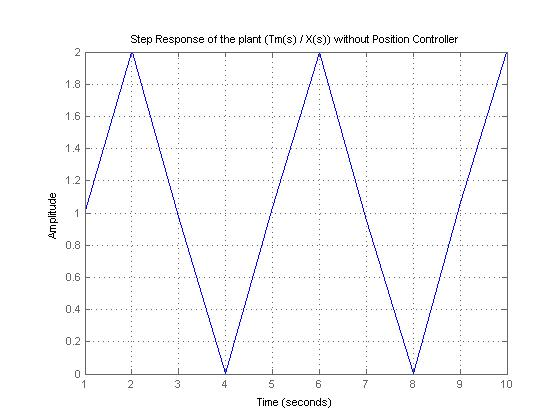 Step Response of the plant (Tm(s) / X(s)) without Position Controller
2
1.8
1.6
1.4
1.2
1
0.8
0.6
0.4
0.2
0
Amplitude
1 2 3 4 5 6 7 8 9 10
Time (seconds)